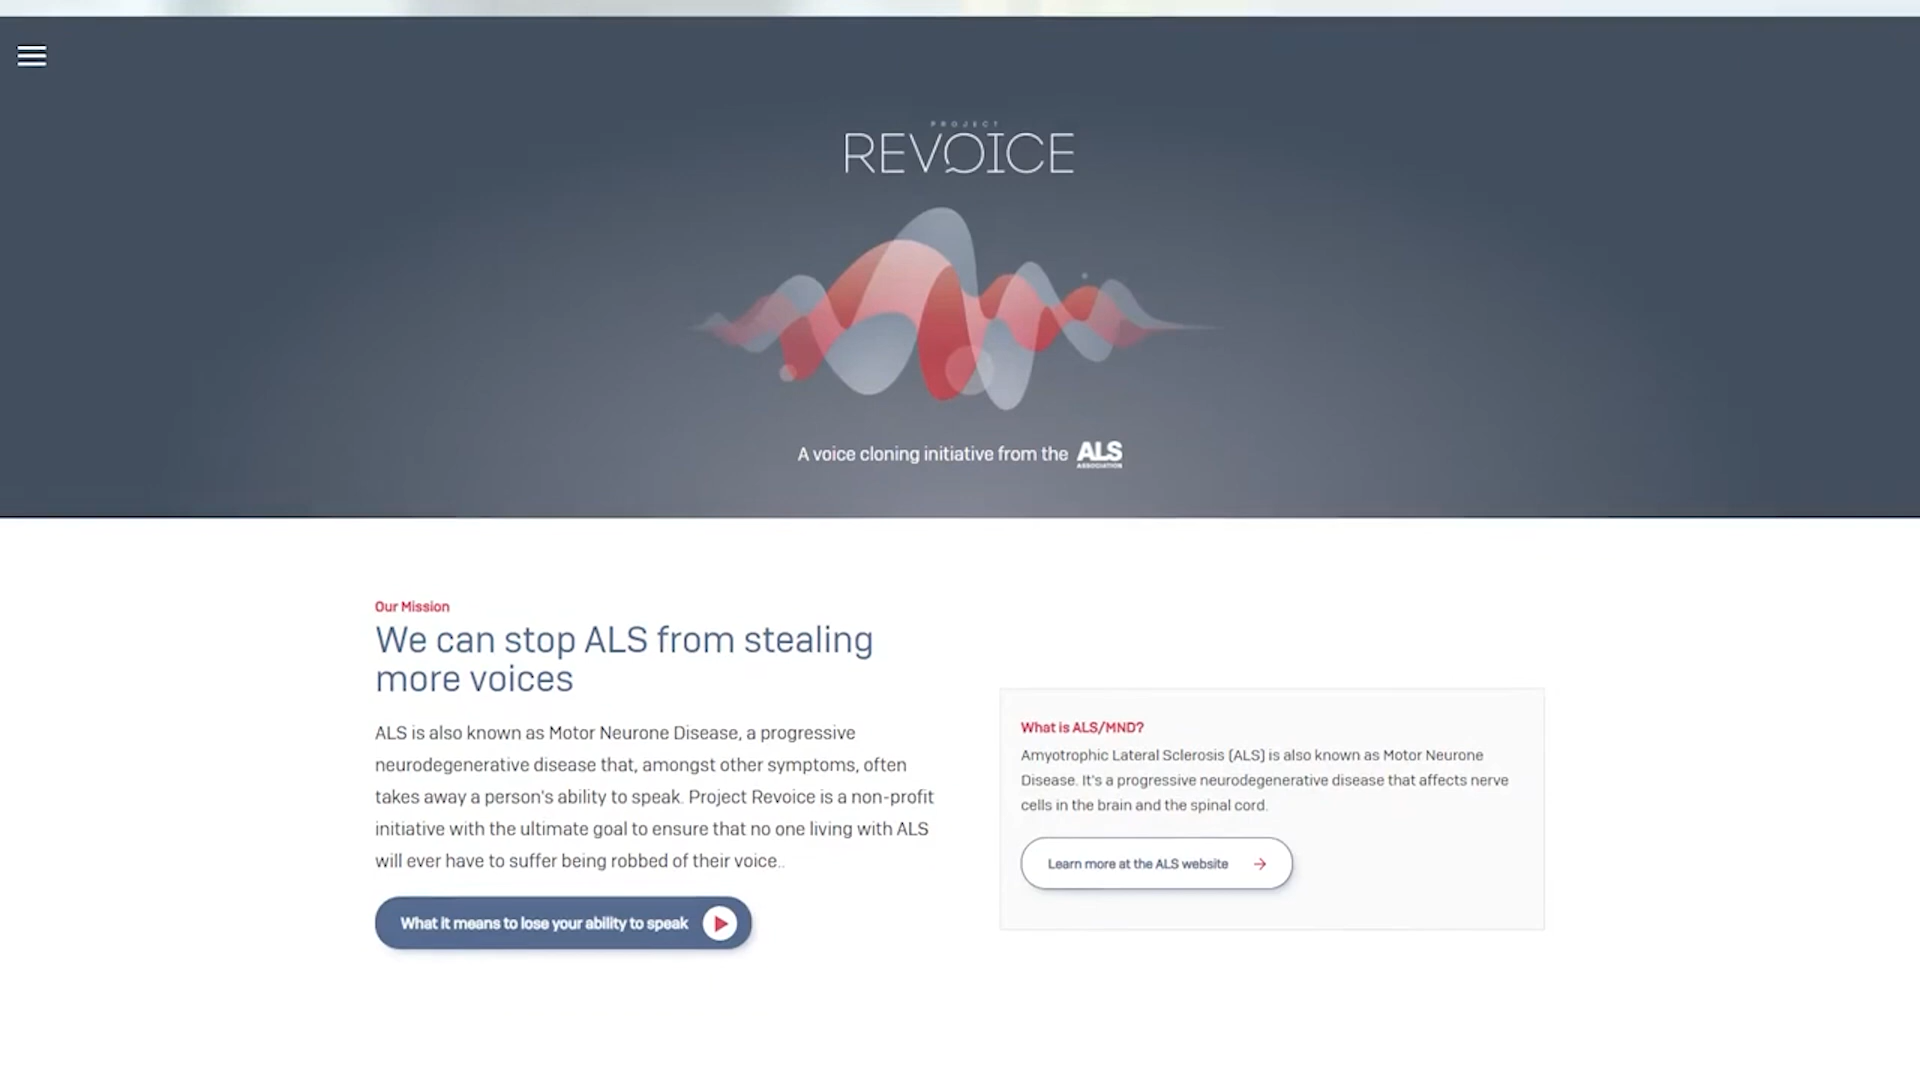 PROJECT
REVOICE
A voice cloning initiative from the ALS
ASSOCIATION
Our Mission
We can stop ALS from stealing
more voices
ALS is also known as Motor Neurone Disease, a progressive
neurodegenerative disease that, amongst other symptoms, often
takes away a person's ability to speak. Project Revoice is a non-profit
initiative with the ultimate goal to ensure that no one living with ALS
will ever have to suffer being robbed of their voice..
What it means to lose your ability to speak
What is ALS/MND?
Amyotrophic Lateral Sclerosis (ALS) is also known as Motor Neurone
Disease. It's a progressive neurodegenerative disease that affects nerve
cells in the brain and the spinal cord.
Learn more at the ALS website